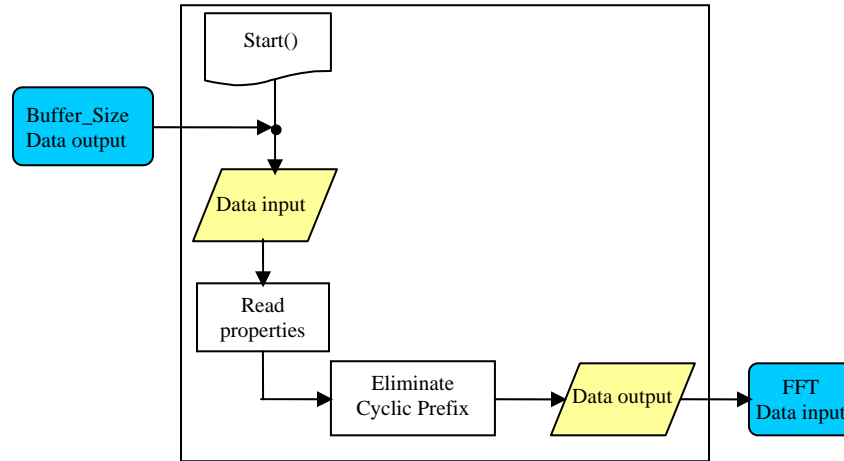 Start()
Buffer_Size
Data output
Data input
Read
properties
Eliminate
Cyclic Prefix
Data output
FFT
Data input